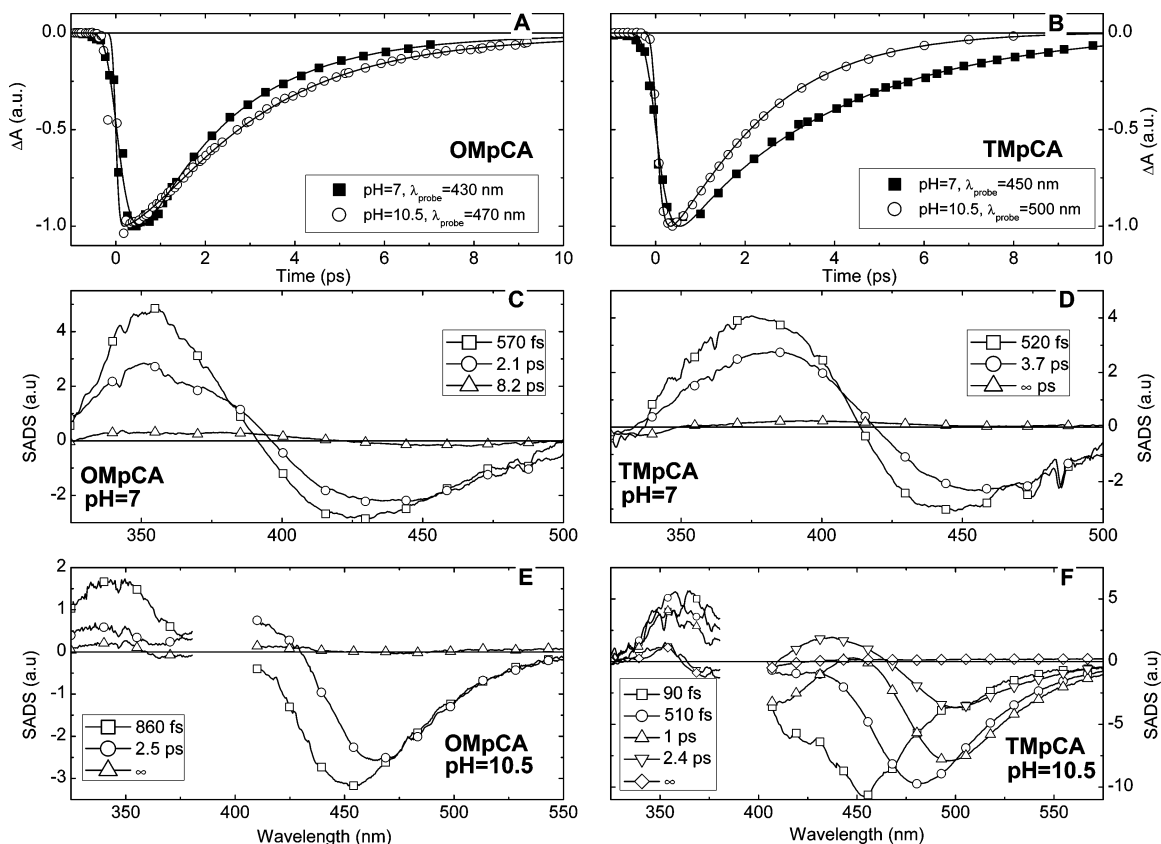 A
B
0.0
-0.5
-1.0
ΔA (a.u.)
OMpCA
pH=7, λprobe=430 nm
pH=10.5, λprobe=470 nm
0
2
4
6
8
10
Time (ps)
TMpCA
pH=7, λprobe=450 nm
pH=10.5, λprobe=500 nm
0.0
-0.5
-1.0
ΔA (a.u.)
0
2
4
6
8
10
Time (ps)
C
4
2
0
-2
SADS (a.u)
570 fs
2.1 ps
8.2 ps
OMpCA
pH=7
350
400
450
500
D
520 fs
3.7 ps
∞ ps
TMpCA
pH=7
4
2
0
-2
SADS (a.u)
350
400
450
500
E
2
1
0
-1
-2
-3
SADS (a.u)
860 fs
2.5 ps
∞
OMpCA
pH=10.5
350
400
450
500
550
Wavelength (nm)
F
90 fs
510 fs
1 ps
2.4 ps
∞
TMpCA
pH=10.5
5
0
-5
-10
SADS (a.u)
350
400
450
500
550
Wavelength (nm)